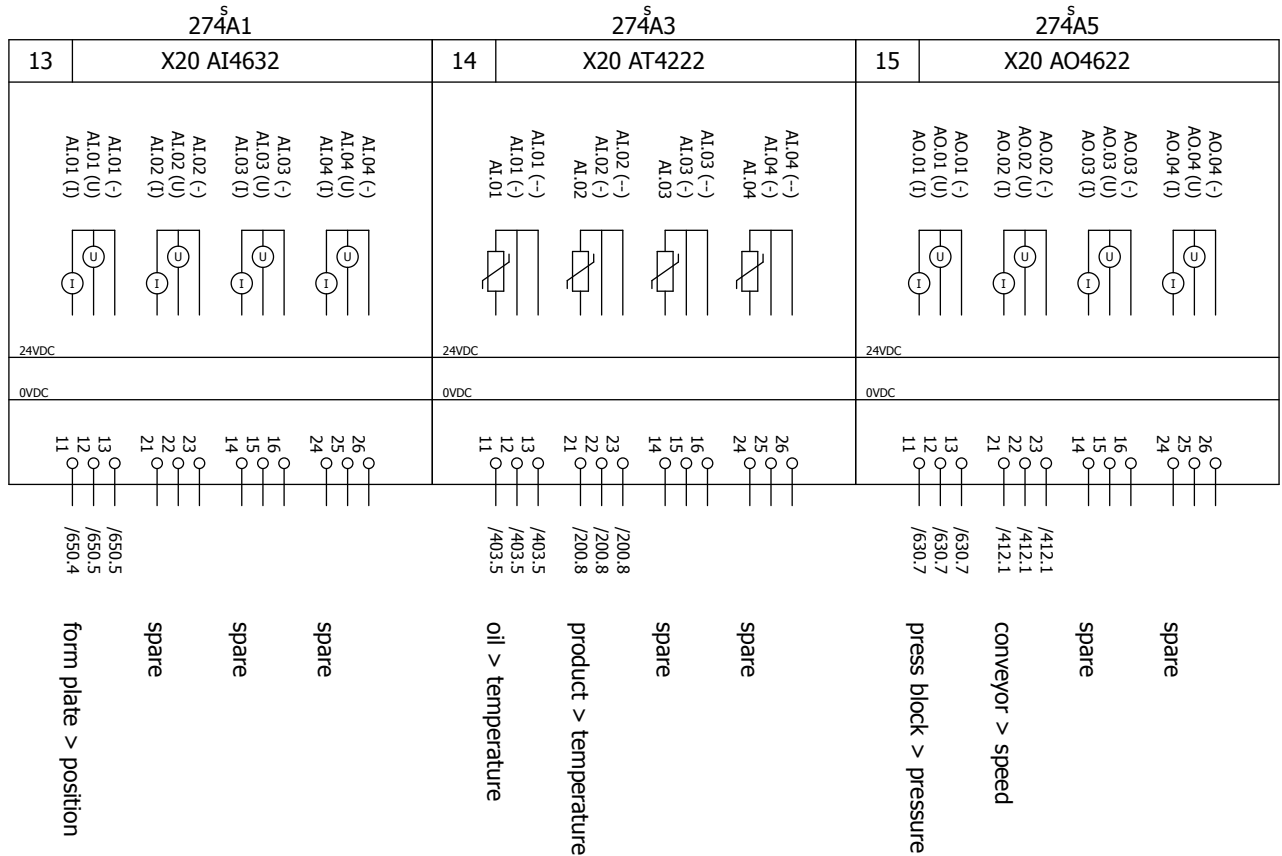 s
274A1
13
X20 AI4632
AI.01 (I)
AI.01 (U)
AI.01 (-)
AI.02 (I)
AI.02 (U)
AI.02 (-)
AI.03 (I)
AI.03 (U)
AI.03 (-)
AI.04 (I)
AI.04 (U)
AI.04 (-)
I
U
I
U
I
U
I
U
24VDC
0VDC
11
12
13
21
22
23
14
15
16
24
25
26
/650.4
/650.5
/650.5
form plate > position
spare
spare
spare
s
274A3
14
X20 AT4222
AI.01
AI.01 (-)
AI.01 (--)
AI.02
AI.02 (-)
AI.02 (--)
AI.03
AI.03 (-)
AI.03 (--)
AI.04
AI.04 (-)
AI.04 (--)
24VDC
0VDC
11
12
13
21
22
23
14
15
16
24
25
26
/403.5
/403.5
/403.5
/200.8
/200.8
/200.8
oil > temperature
product > temperature
spare
spare
s
274A5
15
X20 AO4622
AO.01 (I)
AO.01 (U)
AO.01 (-)
AO.02 (I)
AO.02 (U)
AO.02 (-)
AO.03 (I)
AO.03 (U)
AO.03 (-)
AO.04 (I)
AO.04 (U)
AO.04 (-)
I
U
I
U
I
U
I
U
24VDC
0VDC
11
12
13
21
22
23
14
15
16
24
25
26
/630.7
/630.7
/630.7
/412.1
/412.1
/412.1
press block > pressure
conveyor > speed
spare
spare